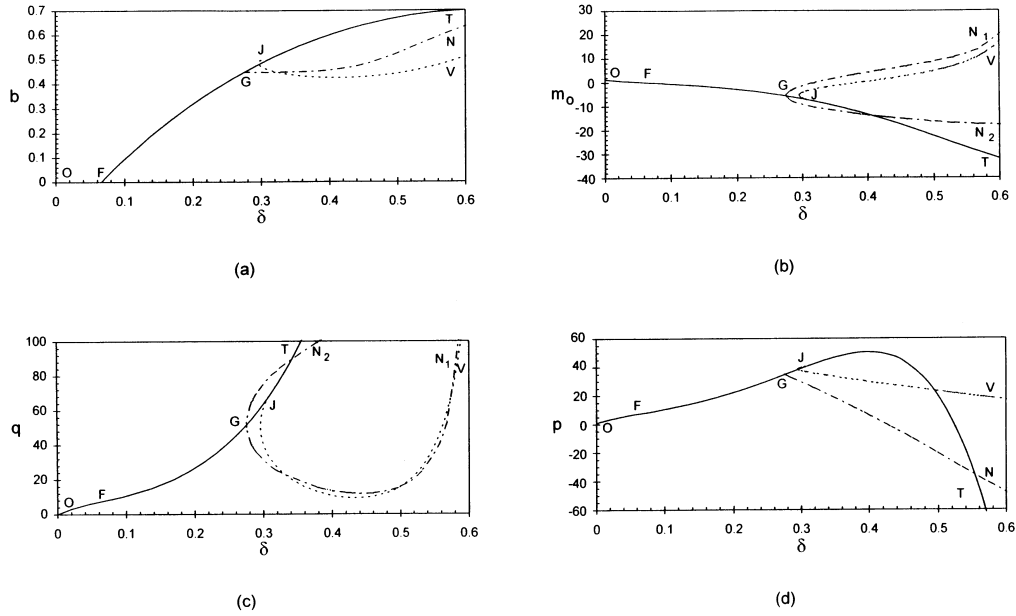 0.7
0.6
0.5
0.4
0.3
0.2
0.1
0
b
O
F
G
J
T
N
V
0 0.1 0.2 0.3 0.4 0.5 0.6
δ
(a)
30
20
10
0
-10
-20
-30
-40
m₀
O
F
G
J
N₁
V
N₂
T
0 0.1 0.2 0.3 0.4 0.5 0.6
δ
(b)
100
80
60
40
20
0
q
O
F
G
J
T
N₂
N₁
V
0 0.1 0.2 0.3 0.4 0.5 0.6
δ
(c)
60
40
20
0
-20
-40
-60
p
O
F
G
J
V
N
T
0 0.1 0.2 0.3 0.4 0.5 0.6
δ
(d)